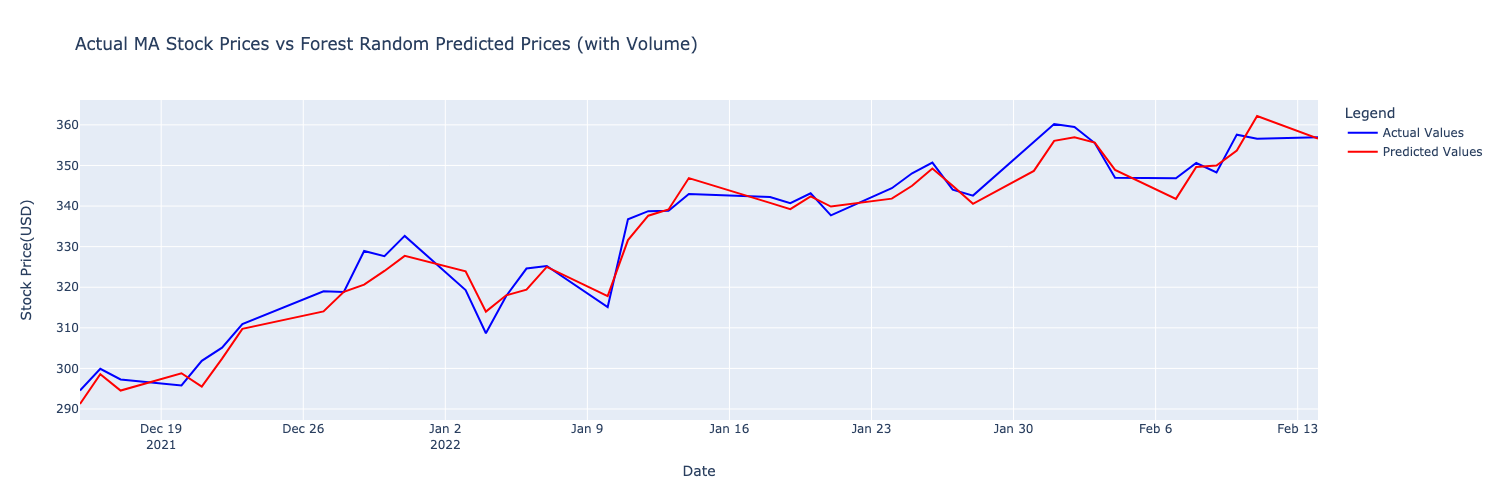 Actual MA Stock Prices vs Forest Random Predicted Prices (with Volume)
Legend
Actual Values
Predicted Values
Stock Price(USD)
360
350
340
330
320
310
300
290
Dec 19
2021
Dec 26
Jan 2
2022
Jan 9
Jan 16
Jan 23
Jan 30
Feb 6
Feb 13
Date